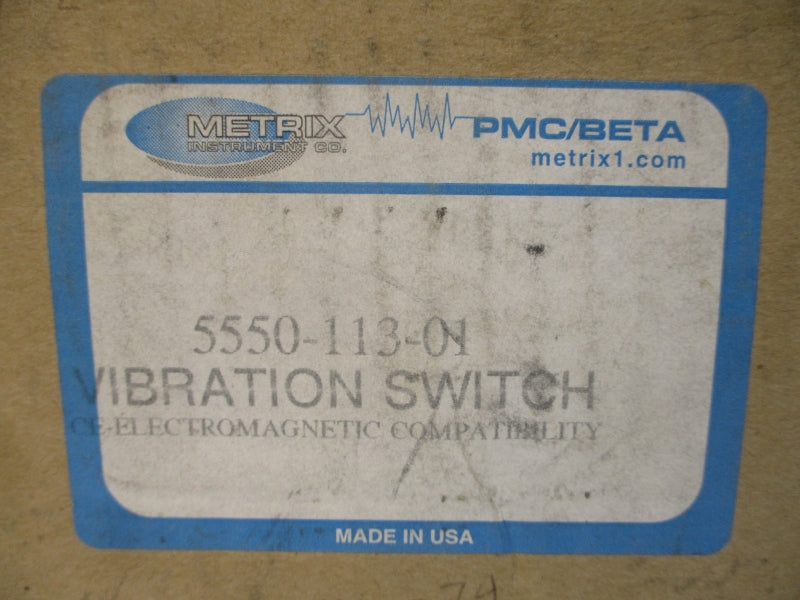 METRIX
INSTRUMENT CO.
PMC/BETA
metrix1.com
5550-113-01
VIBRATION SWITCH
CE-ELECTROMAGNETIC COMPATIBILITY
MADE IN USA